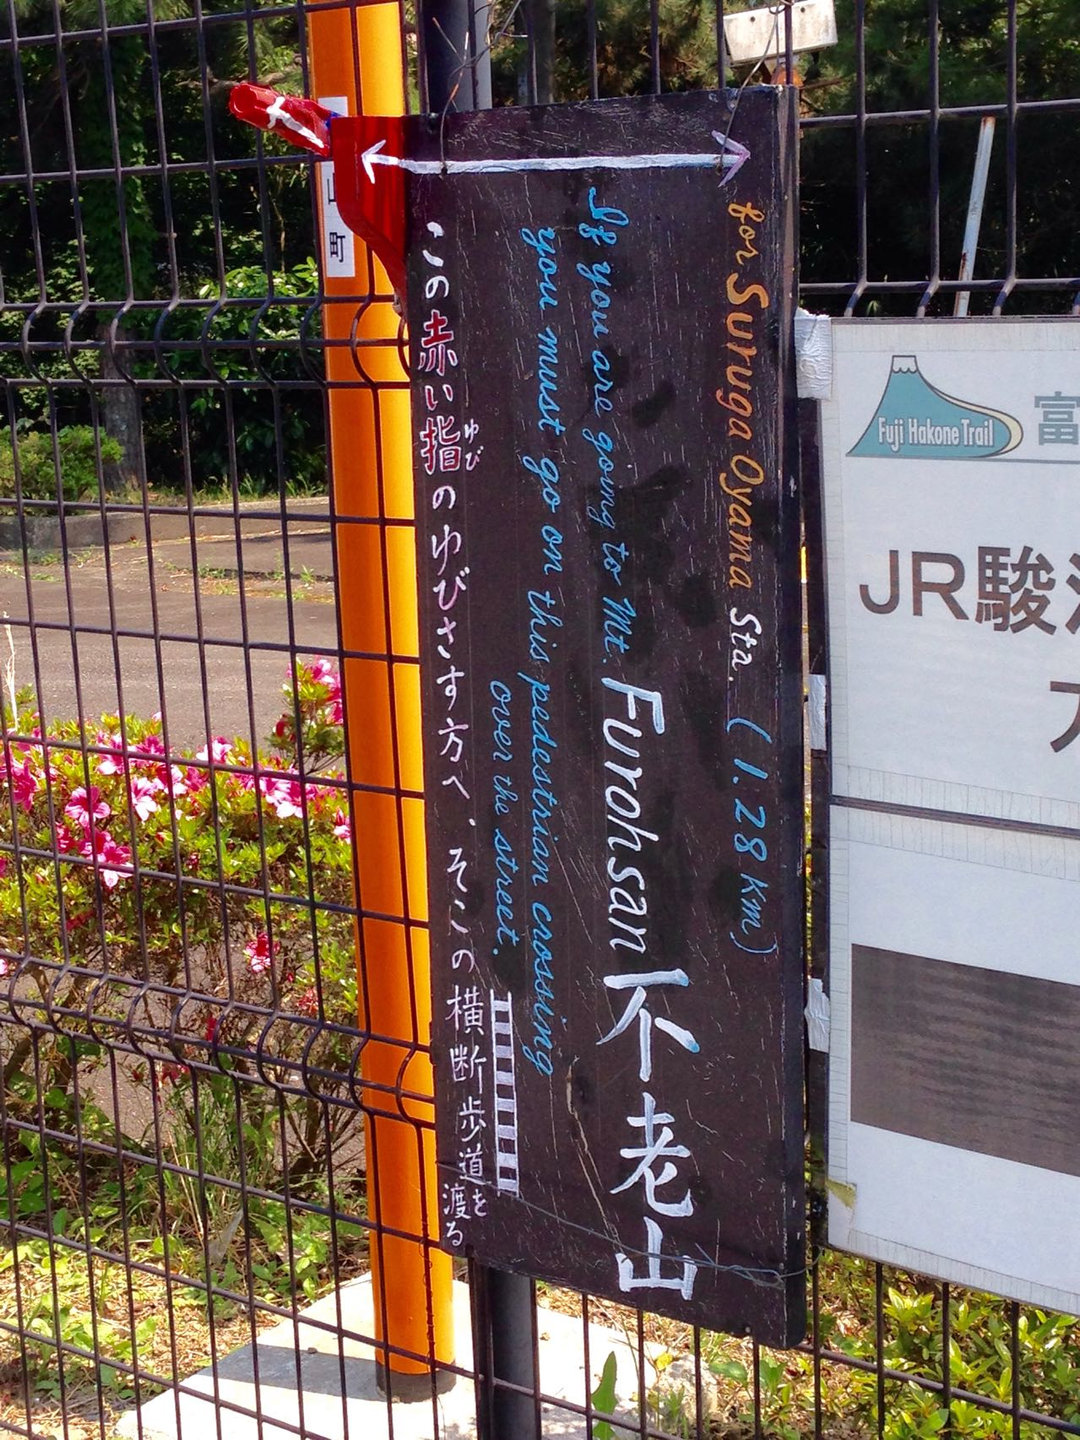 for Suruga Oyama Sta. (1.28 km)
If you are going to Mt. Furohsan 不老山
you must go on this pedestrian crossing
over the street.
この赤い指のゆびさす方へ、そこの横断歩道を渡る
ゆび
山町
Fuji Hakone Trail
富
JR駿